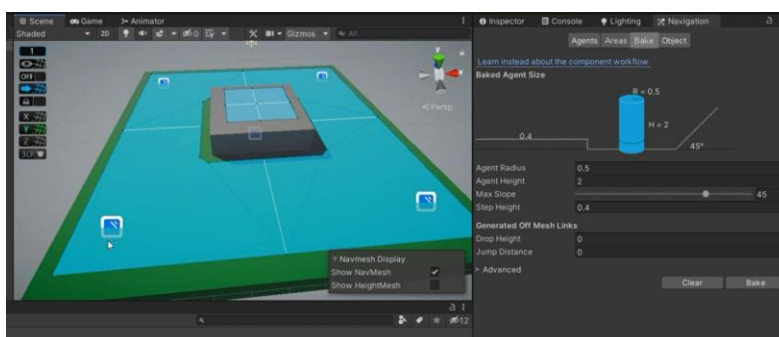 Scene Game Animator
Shaded 2D 0 Gizmos All
1
OFF
X
Y
Z
3D
y
x
Persp
Navmesh Display
Show NavMesh
Show HeightMesh
12
Inspector Console Lighting Navigation
Agents Areas Bake Object
Learn instead about the component workflow.
Baked Agent Size
R = 0.5
H = 2
0.4
45°
Agent Radius 0.5
Agent Height 2
Max Slope 45
Step Height 0.4
Generated Off Mesh Links
Drop Height 0
Jump Distance 0
Advanced
Clear Bake